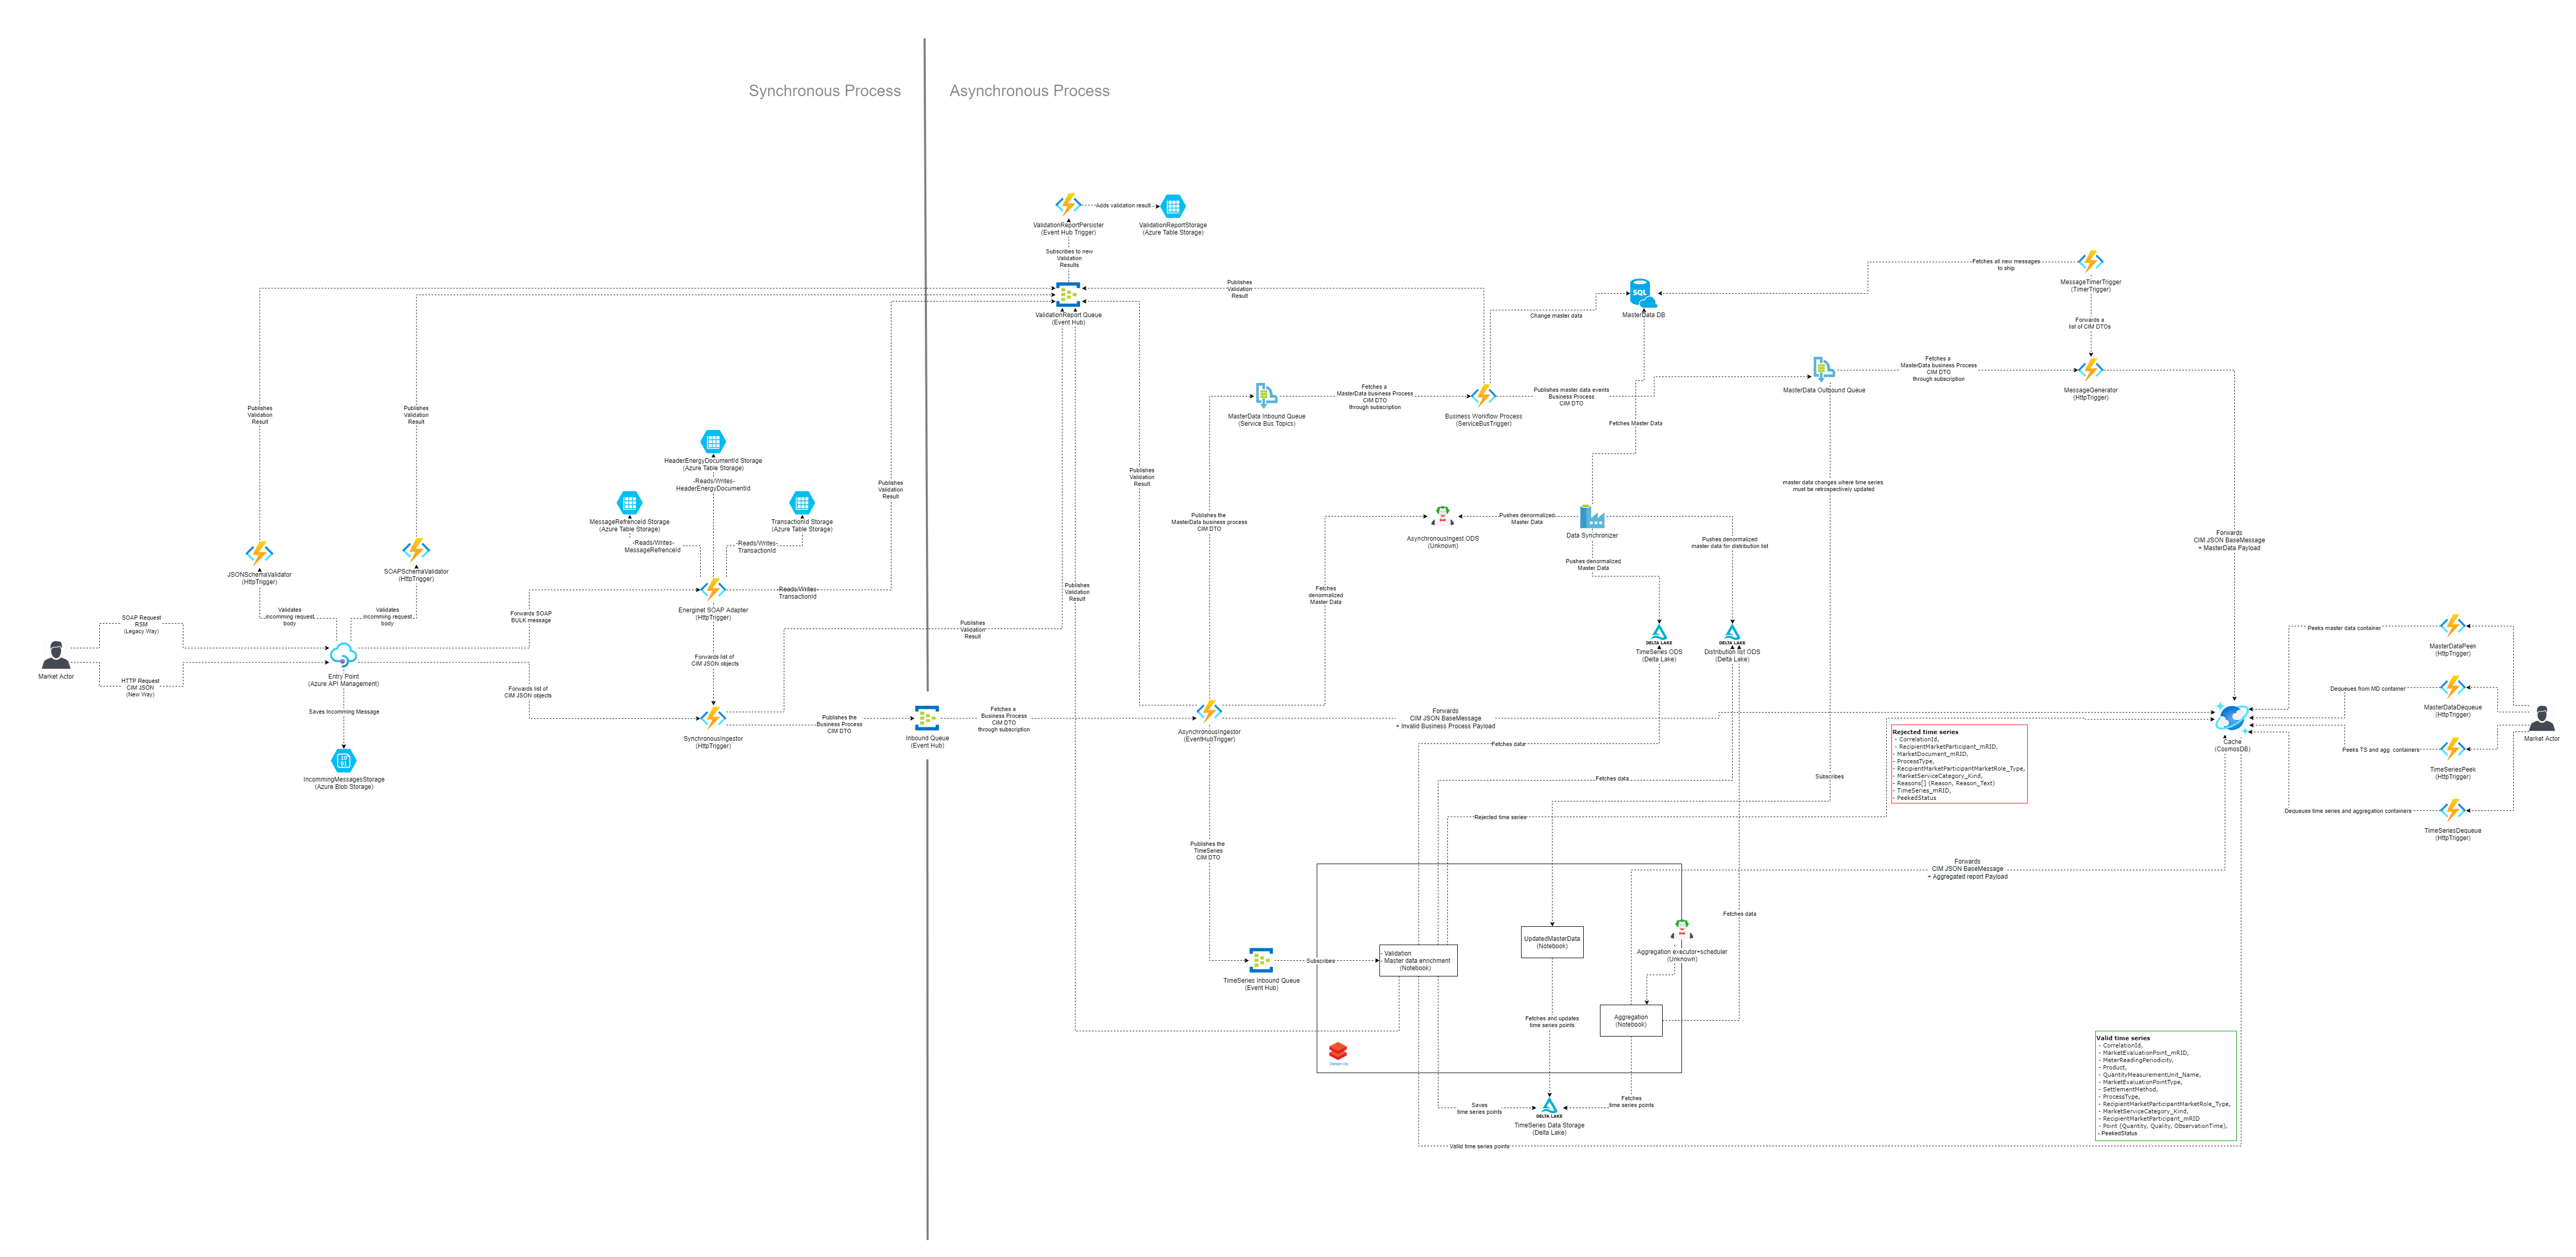 Synchronous Process
Asynchronous Process
Adds validation result
ValidationReportPersister
(Event Hub Trigger)
ValidationReportStorage
(Azure Table Storage)
Subscribes to new
Validation
Results
ValidationReport Queue
(Event Hub)
Publishes
Validation
Result
Change master data
MasterData DB
Fetches all new messages
to ship
MessageTimerTrigger
(TimerTrigger)
Forwards a
list of CIM DTOs
Fetches a
MasterData business Process
CIM DTO
through subscription
MessageGenerator
(HttpTrigger)
MasterData Outbound Queue
Publishes master data events
Business Process
CIM DTO
Business Workflow Process
(ServiceBusTrigger)
Fetches a
MasterData business Process
CIM DTO
through subscription
MasterData Inbound Queue
(Service Bus Topics)
Fetches Master Data
Publishes
Validation
Result
Publishes
Validation
Result
HeaderEnergyDocumentId Storage
(Azure Table Storage)
-Reads/Writes-
HeaderEnergyDocumentId
MessageRefrenceId Storage
(Azure Table Storage)
TransactionId Storage
(Azure Table Storage)
-Reads/Writes-
MessageRefrenceId
-Reads/Writes-
TransactionId
Publishes
Validation
Result
Publishes
Validation
Result
Publishes the
MasterData business process
CIM DTO
AsynchronousIngest ODS
(Unknown)
Pushes denormalized
Master Data
Data Synchronizer
Pushes denormalized
master data for distribution list
Pushes denormalized
Master Data
master data changes where time series
must be retrospectively updated
Forwards
CIM JSON BaseMessage
+ MasterData Payload
JSONSchemaValidator
(HttpTrigger)
SOAPSchemaValidator
(HttpTrigger)
Validates
incomming request
body
Validates
incomming request
body
SOAP Request
RSM
(Legacy Way)
Market Actor
HTTP Request
CIM JSON
(New Way)
Entry Point
(Azure API Management)
Saves Incomming Message
IncommingMessagesStorage
(Azure Blob Storage)
Forwards SOAP
BULK message
Forwards list of
CIM JSON objects
Energinet SOAP Adapter
(HttpTrigger)
-Reads/Writes-
TransactionId
Forwards list of
CIM JSON objects
SynchronousIngestor
(HttpTrigger)
Publishes the
Business Process
CIM DTO
Publishes
Validation
Result
Publishes
Validation
Result
Inbound Queue
(Event Hub)
Fetches a
Business Process
CIM DTO
through subscription
AsynchronousIngestor
(EventHubTrigger)
Fetches
denormalized
Master Data
DELTA LAKE
TimeSeries ODS
(Delta Lake)
DELTA LAKE
Distribution list ODS
(Delta Lake)
Forwards
CIM JSON BaseMessage
+ Invalid Business Process Payload
Fetches data
Fetches data
Subscribes
Rejected time series
Rejected time series
- CorrelationId,
- RecipientMarketParticipant_mRID,
- MarketDocument_mRID,
- ProcessType,
- RecipientMarketParticipantMarketRole_Type,
- MarketServiceCategory_Kind,
- Reasons[] (Reason, Reason_Text)
- TimeSeries_mRID,
- PeekedStatus
Cache
(CosmosDB)
Peeks master data container
MasterDataPeek
(HttpTrigger)
Dequeues from MD container
MasterDataDequeue
(HttpTrigger)
Market Actor
Peeks TS and agg. containers
TimeSeriesPeek
(HttpTrigger)
Dequeues time series and aggregation containers
TimeSeriesDequeue
(HttpTrigger)
Publishes the
TimeSeries
CIM DTO
Forwards
CIM JSON BaseMessage
+ Aggregated report Payload
Fetches data
TimeSeries Inbound Queue
(Event Hub)
Subscribes
- Validation
- Master data enrichment
(Notebook)
UpdatedMasterData
(Notebook)
Aggregation executor+scheduler
(Unknown)
Aggregation
(Notebook)
Fetches and updates
time series points
databricks
Saves
time series points
Fetches
time series points
DELTA LAKE
TimeSeries Data Storage
(Delta Lake)
Valid time series points
Valid time series
- CorrelationId,
- MarketEvaluationPoint_mRID,
- MeterReadingPeriodicity,
- Product,
- QuantityMeasurementUnit_Name,
- MarketEvaluationPointType,
- SettlementMethod,
- ProcessType,
- RecipientMarketParticipantMarketRole_Type,
- MarketServiceCategory_Kind,
- RecipientMarketParticipant_mRID
- Point (Quantity, Quality, ObservationTime),
- PeekedStatus